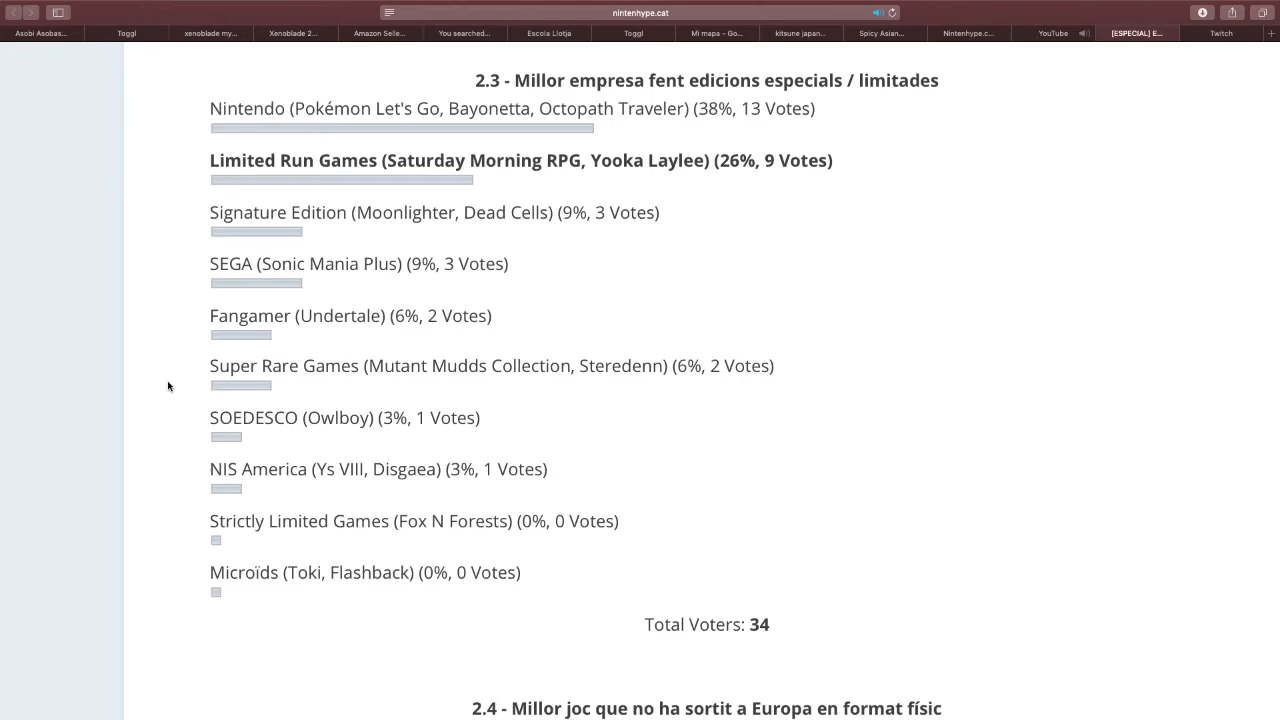 nintenhype.cat
Asobi Asobas...
Toggl
xenoblade my...
Xenoblade 2...
Amazon Selle...
You searched...
Escola Llotja
Toggl
Mi mapa – Go...
kitsune japan...
Spicy Asian...
Nintenhype.c...
YouTube
[ESPECIAL] E...
Twitch
2.3 - Millor empresa fent edicions especials / limitades
Nintendo (Pokémon Let's Go, Bayonetta, Octopath Traveler) (38%, 13 Votes)
Limited Run Games (Saturday Morning RPG, Yooka Laylee) (26%, 9 Votes)
Signature Edition (Moonlighter, Dead Cells) (9%, 3 Votes)
SEGA (Sonic Mania Plus) (9%, 3 Votes)
Fangamer (Undertale) (6%, 2 Votes)
Super Rare Games (Mutant Mudds Collection, Steredenn) (6%, 2 Votes)
SOEDESCO (Owlboy) (3%, 1 Votes)
NIS America (Ys VIII, Disgaea) (3%, 1 Votes)
Strictly Limited Games (Fox N Forests) (0%, 0 Votes)
Microïds (Toki, Flashback) (0%, 0 Votes)
Total Voters: 34
2.4 - Millor joc que no ha sortit a Europa en format físic